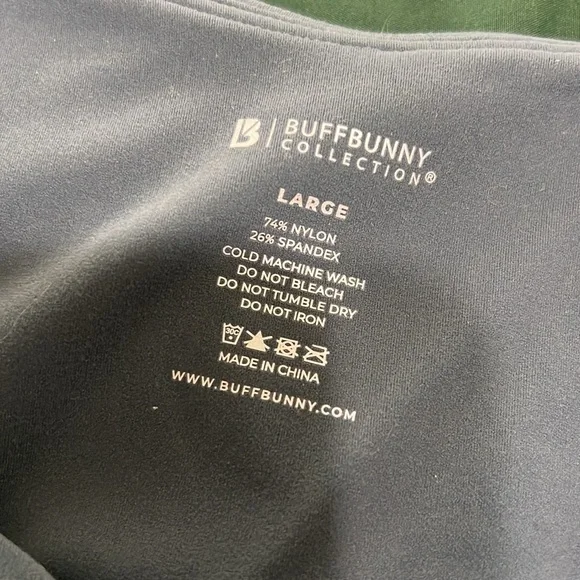 B | BUFFBUNNY
COLLECTION®
LARGE
74% NYLON
26% SPANDEX
COLD MACHINE WASH
DO NOT BLEACH
DO NOT TUMBLE DRY
DO NOT IRON
30C
MADE IN CHINA
WWW.BUFFBUNNY.COM